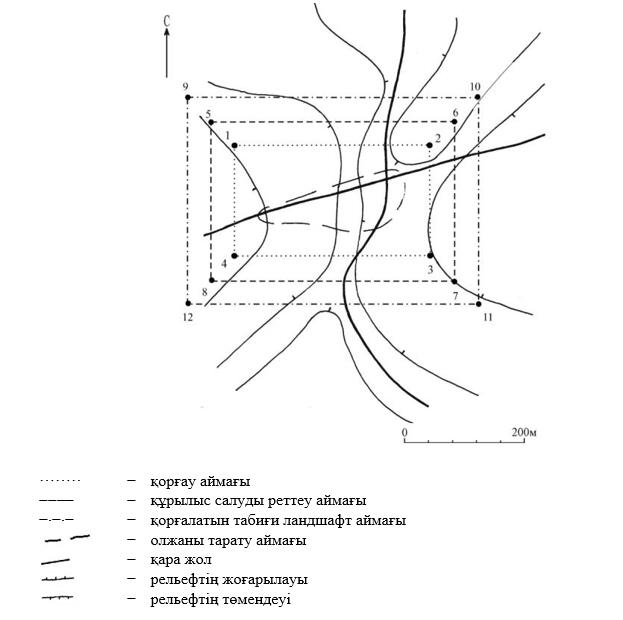 С
9
10
5
6
1
2
4
3
8
7
12
11
0
200м
– қорғау аймағы
– құрылыс салуды реттеу аймағы
– қорғалатын табиғи ландшафт аймағы
– олжаны тарату аймағы
– қара жол
– рельефтің жоғарылауы
– рельефтің төмендеуі